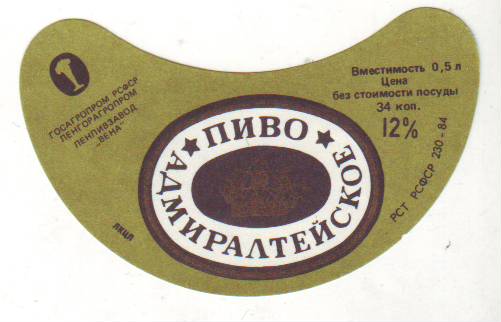 1
ГОСАГРОПРОМ РСФСР
ЛЕНГОРАГРОПРОМ
ЛЕНПИВЗАВОД
„ВЕНА"
ЛКЦЛ
★ ПИВО ★
АДМИРАЛТЕЙСКОЕ
Вместимость 0,5 л
Цена
без стоимости посуды
34 коп.
12%
РСТ РСФСР 230-84